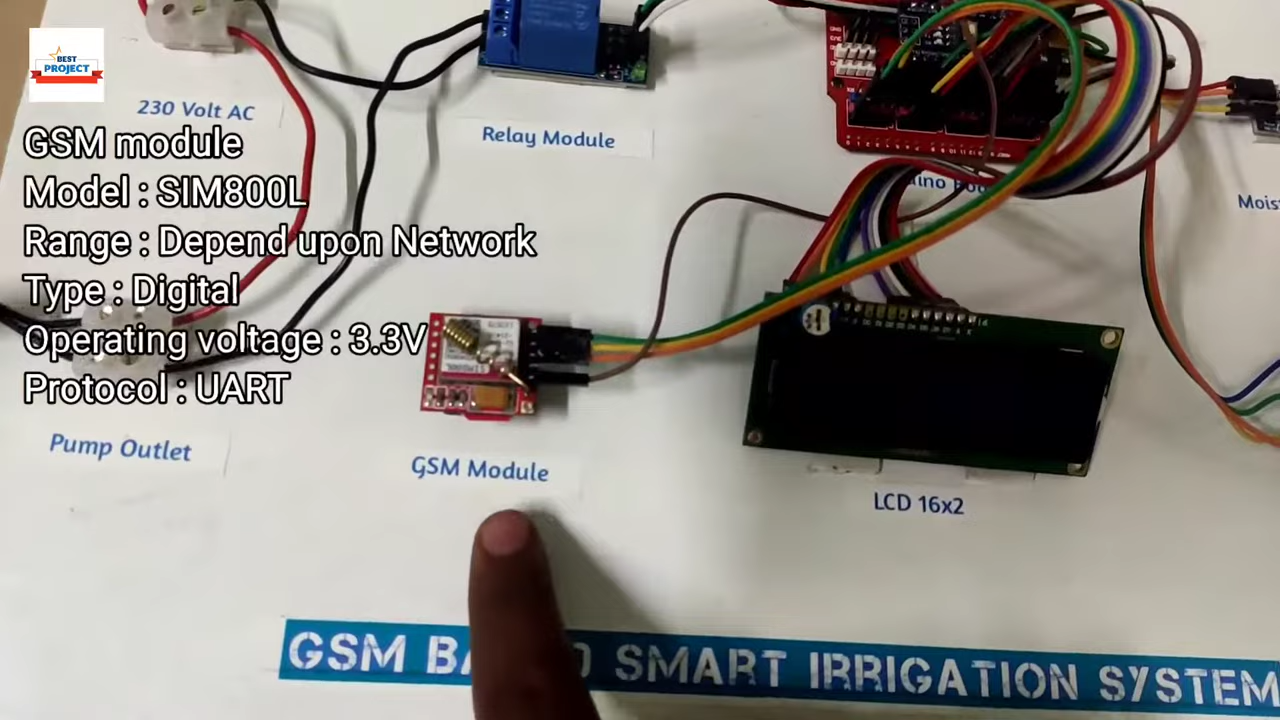 BEST
PROJECT
230 Volt AC
Relay Module
GSM module
Model : SIM800L
Range : Depend upon Network
Type : Digital
Operating voltage : 3.3V
Protocol : UART
Pump Outlet
GSM Module
LCD 16x2
SMART IRRIGATION SYSTEM
GSM